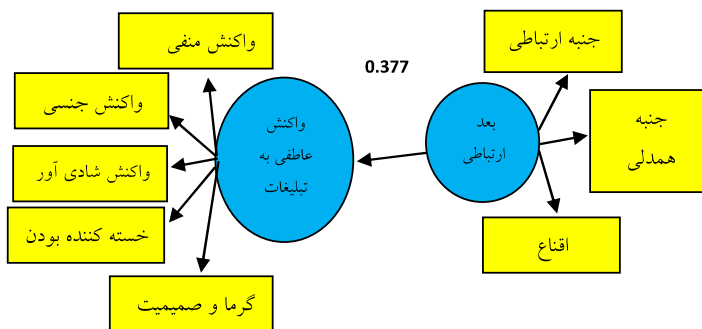 جنبه ارتباطی
جنبه
همدلی
اقناع
بعد
ارتباطی
0.377
واکنش
عاطفی به
تبلیغات
واکنش منفی
واکنش جنسی
واکنش شادی آور
خسته کننده بودن
گرما و صمیمیت